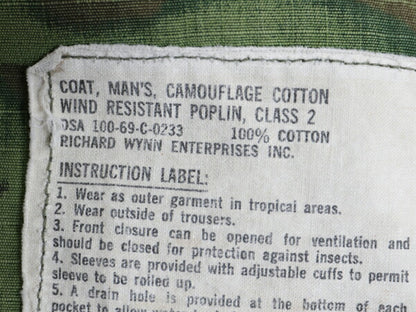 COAT, MAN'S, CAMOUFLAGE COTTON
WIND RESISTANT POPLIN, CLASS 2
DSA 100-69-C-0233 100% COTTON
RICHARD WYNN ENTERPRISES INC.
INSTRUCTION LABEL:
1. Wear as outer garment in tropical areas.
2. Wear outside of trousers.
3. Front closure can be opened for ventilation and
should be closed for protection against insects.
4. Sleeves are provided with adjustable cuffs to permit
sleeve to be rolled up.
5. A drain hole is provided at the bottom of each
pocket to allow